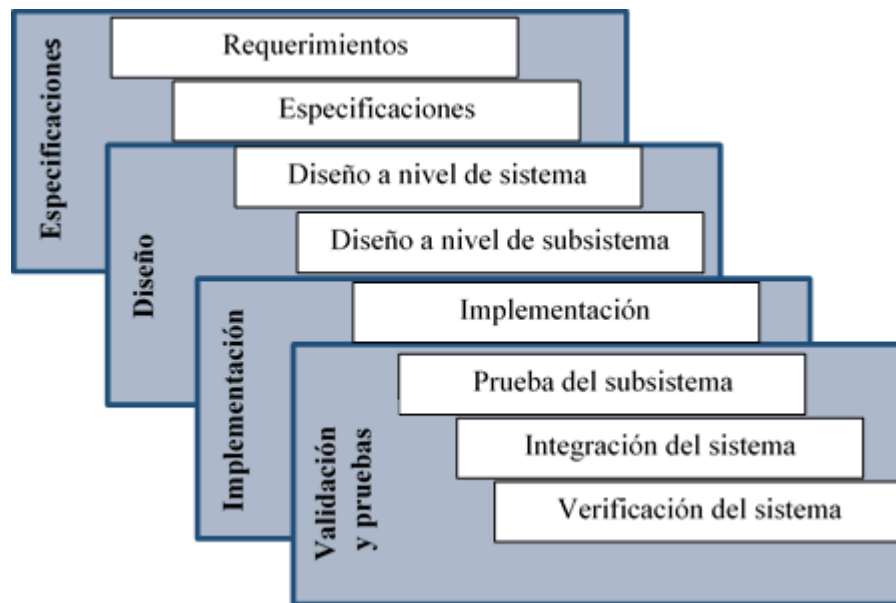 Especificaciones
Requerimientos
Especificaciones
Diseño
Diseño a nivel de sistema
Diseño a nivel de subsistema
Implementación
Implementación
Validación
y pruebas
Prueba del subsistema
Integración del sistema
Verificación del sistema